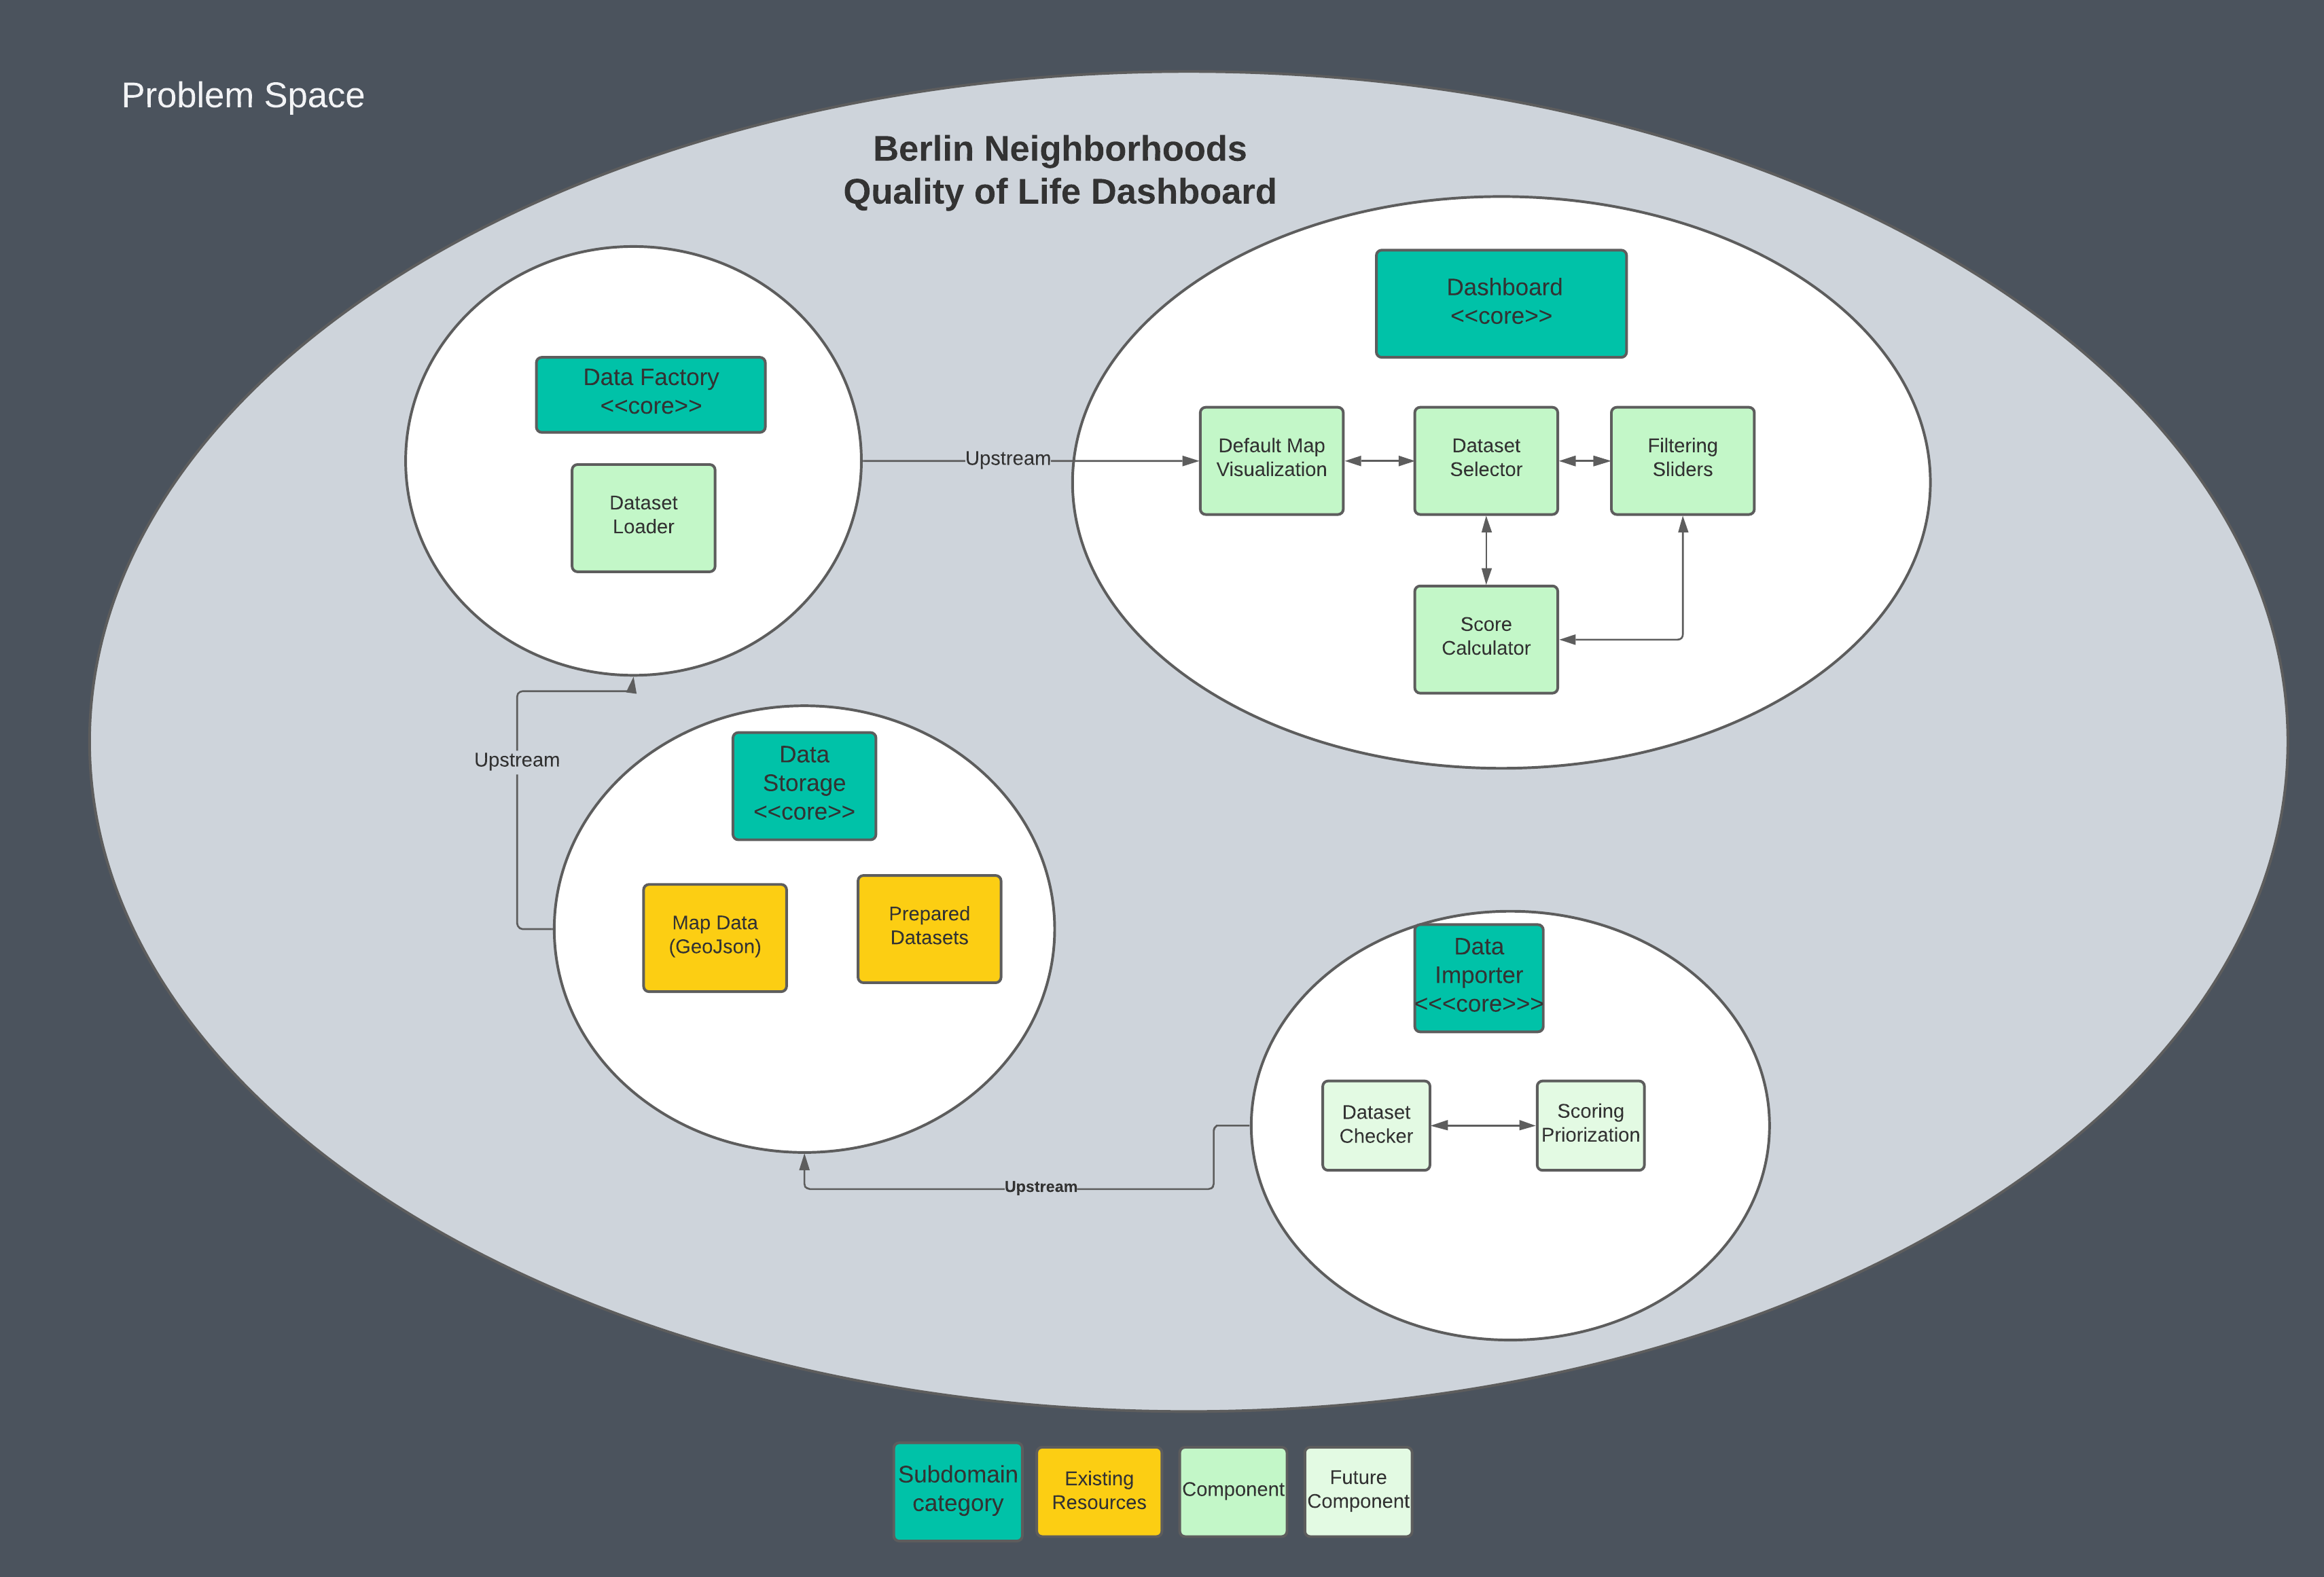 Problem Space
Berlin Neighborhoods
Quality of Life Dashboard
Data Factory
<<core>>
Dataset
Loader
Upstream
Dashboard
<<core>>
Default Map
Visualization
Dataset
Selector
Filtering
Sliders
Score
Calculator
Upstream
Data
Storage
<<core>>
Map Data
(GeoJson)
Prepared
Datasets
Data
Importer
<<<core>>>
Dataset
Checker
Scoring
Priorization
Upstream
Subdomain
category
Existing
Resources
Component
Future
Component